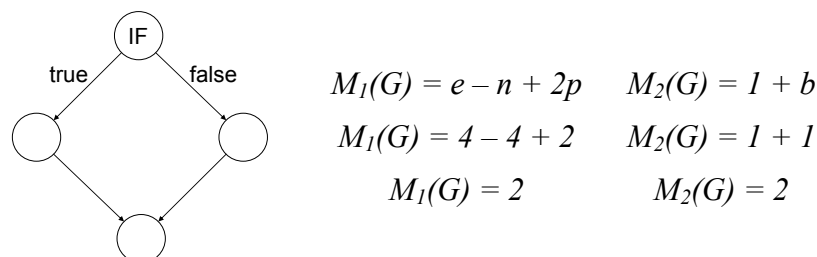 IF
true false
M₁(G) = e – n + 2p M₂(G) = 1 + b
M₁(G) = 4 – 4 + 2 M₂(G) = 1 + 1
M₁(G) = 2 M₂(G) = 2